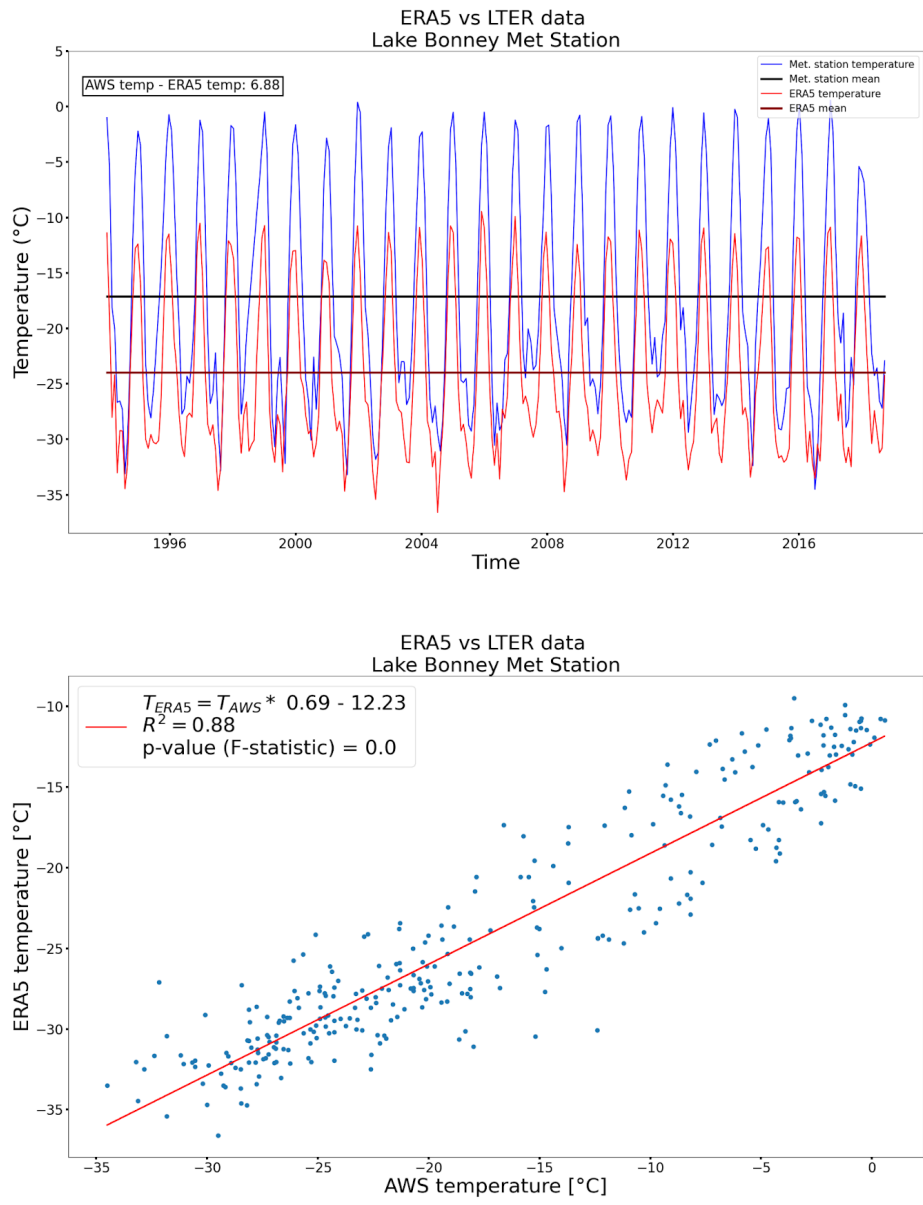 ERA5 vs LTER data
Lake Bonney Met Station
AWS temp - ERA5 temp: 6.88
Met. station temperature
Met. station mean
ERA5 temperature
ERA5 mean
Temperature (°C)
5
0
−5
−10
−15
−20
−25
−30
−35
1996
2000
2004
2008
2012
2016
Time
ERA5 vs LTER data
Lake Bonney Met Station
T_ERA5 = T_AWS * 0.69 - 12.23
R² = 0.88
p-value (F-statistic) = 0.0
ERA5 temperature [°C]
−10
−15
−20
−25
−30
−35
−35
−30
−25
−20
−15
−10
−5
0
AWS temperature [°C]